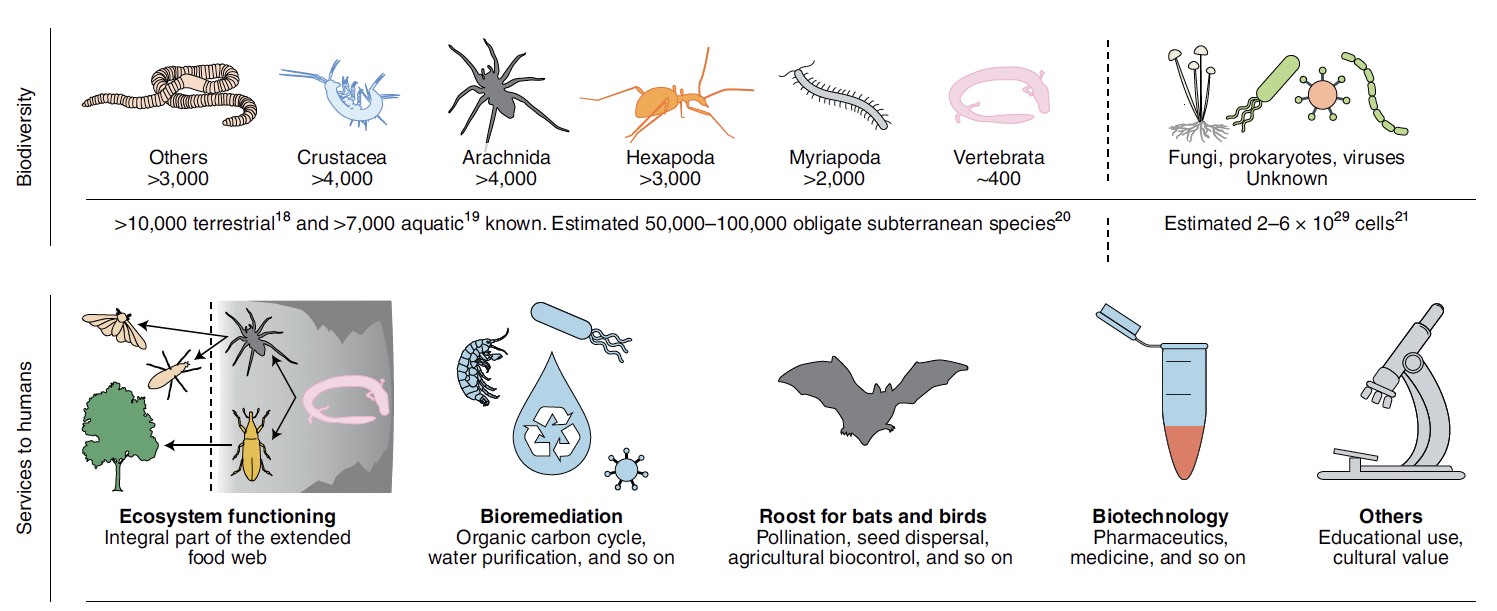 Biodiversity
Others
>3,000
Crustacea
>4,000
Arachnida
>4,000
Hexapoda
>3,000
Myriapoda
>2,000
Vertebrata
~400
Fungi, prokaryotes, viruses
Unknown
>10,000 terrestrial¹⁸ and >7,000 aquatic¹⁹ known. Estimated 50,000–100,000 obligate subterranean species²⁰
Estimated 2–6 × 10²⁹ cells²¹
Services to humans
Ecosystem functioning
Integral part of the extended
food web
Bioremediation
Organic carbon cycle,
water purification, and so on
Roost for bats and birds
Pollination, seed dispersal,
agricultural biocontrol, and so on
Biotechnology
Pharmaceutics,
medicine, and so on
Others
Educational use,
cultural value